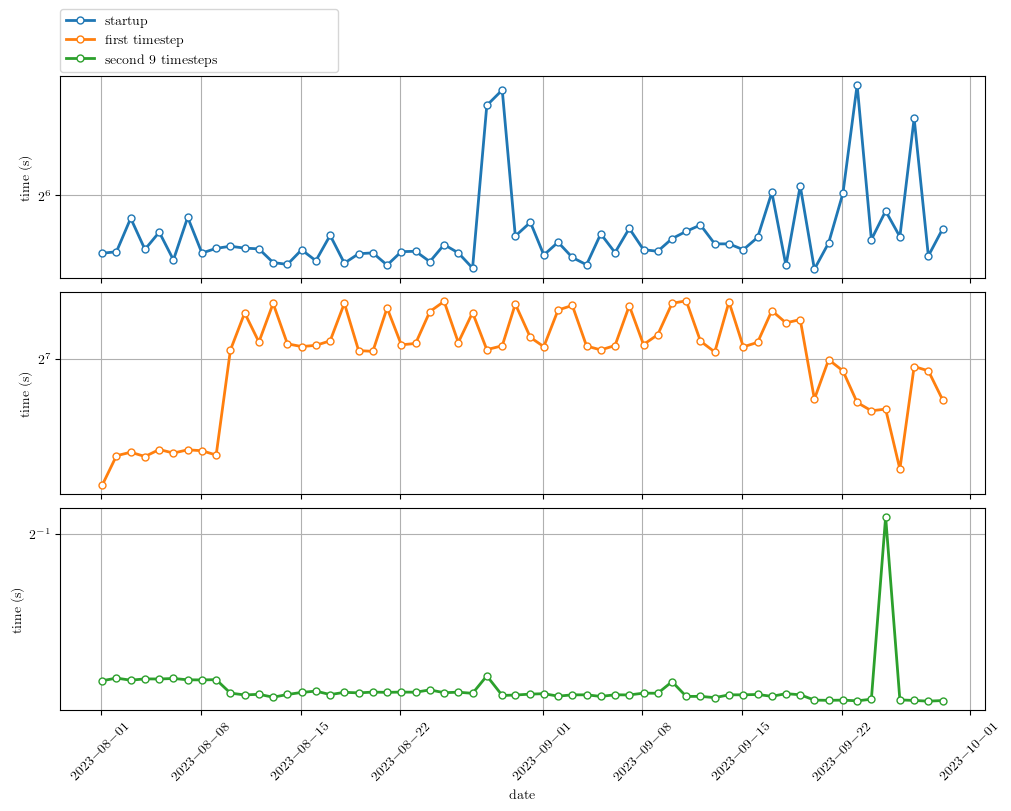 startup
first timestep
second 9 timesteps
time (s)
2^6
time (s)
2^7
time (s)
2^−1
2023−08−01
2023−08−08
2023−08−15
2023−08−22
2023−09−01
2023−09−08
2023−09−15
2023−09−22
2023−10−01
date